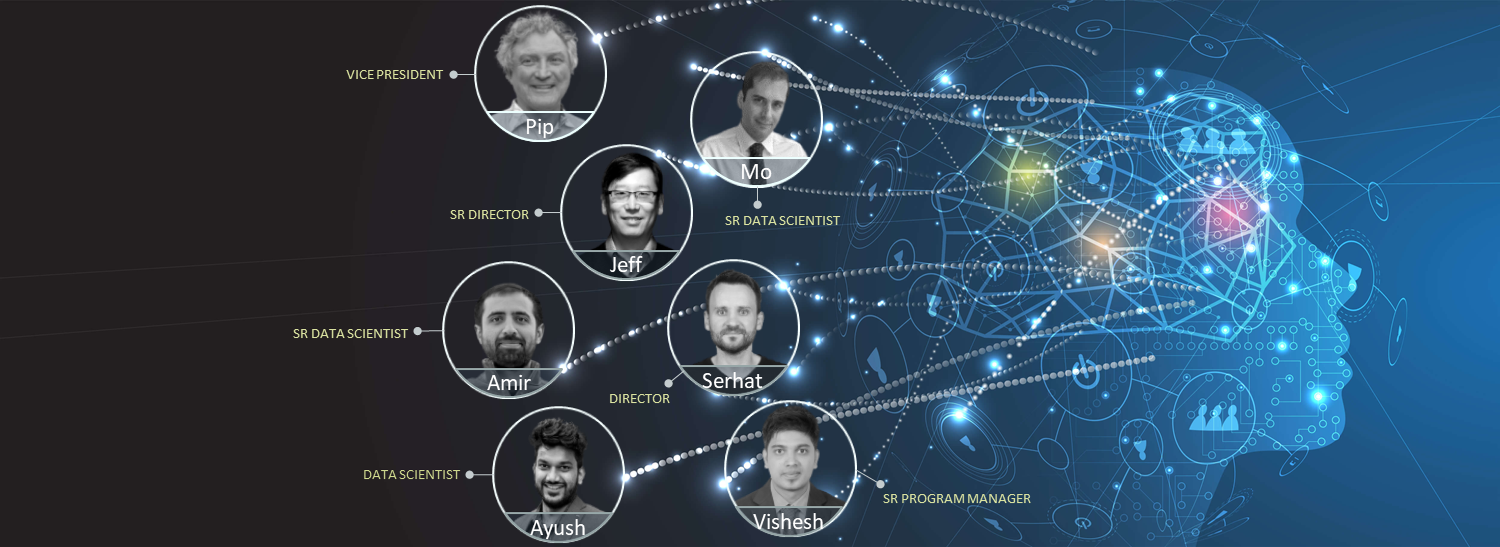 VICE PRESIDENT
Pip
Mo
SR DATA SCIENTIST
SR DIRECTOR
Jeff
SR DATA SCIENTIST
Amir
Serhat
DIRECTOR
DATA SCIENTIST
Ayush
Vishesh
SR PROGRAM MANAGER